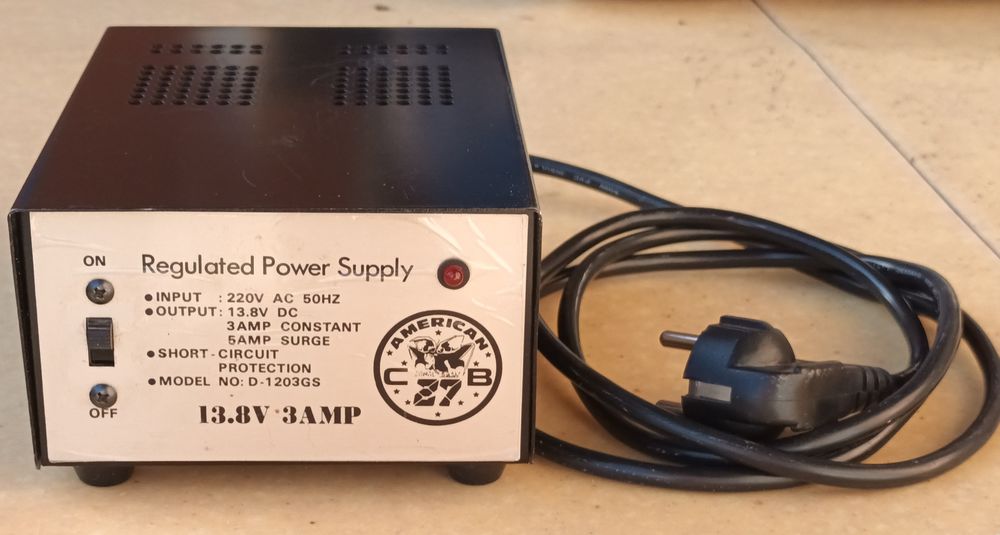 ON
Regulated Power Supply
●INPUT : 220V AC 50HZ
●OUTPUT: 13.8V DC
3AMP CONSTANT
5AMP SURGE
●SHORT-CIRCUIT
PROTECTION
●MODEL NO: D-1203GS
OFF
13.8V 3AMP
AMERICAN
C B
27